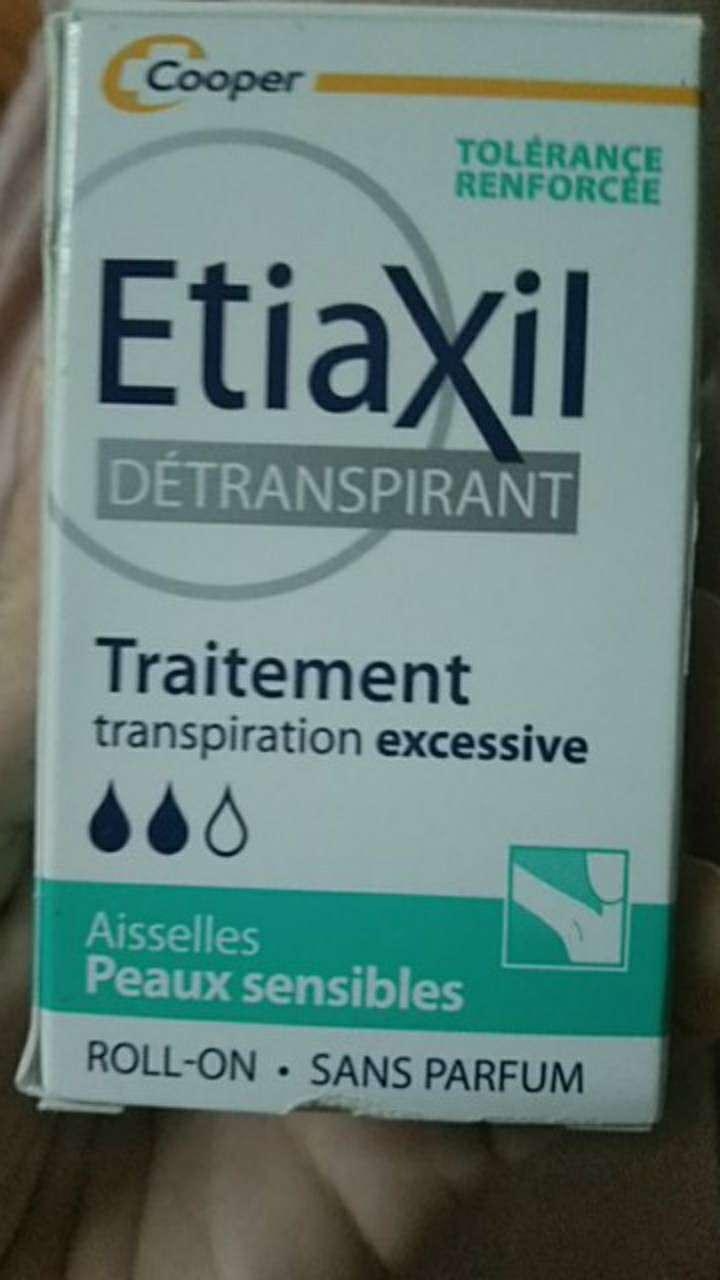 Cooper
TOLÉRANCE
RENFORCÉE
EtiaXil
DÉTRANSPIRANT
Traitement
transpiration excessive
Aisselles
Peaux sensibles
ROLL-ON • SANS PARFUM